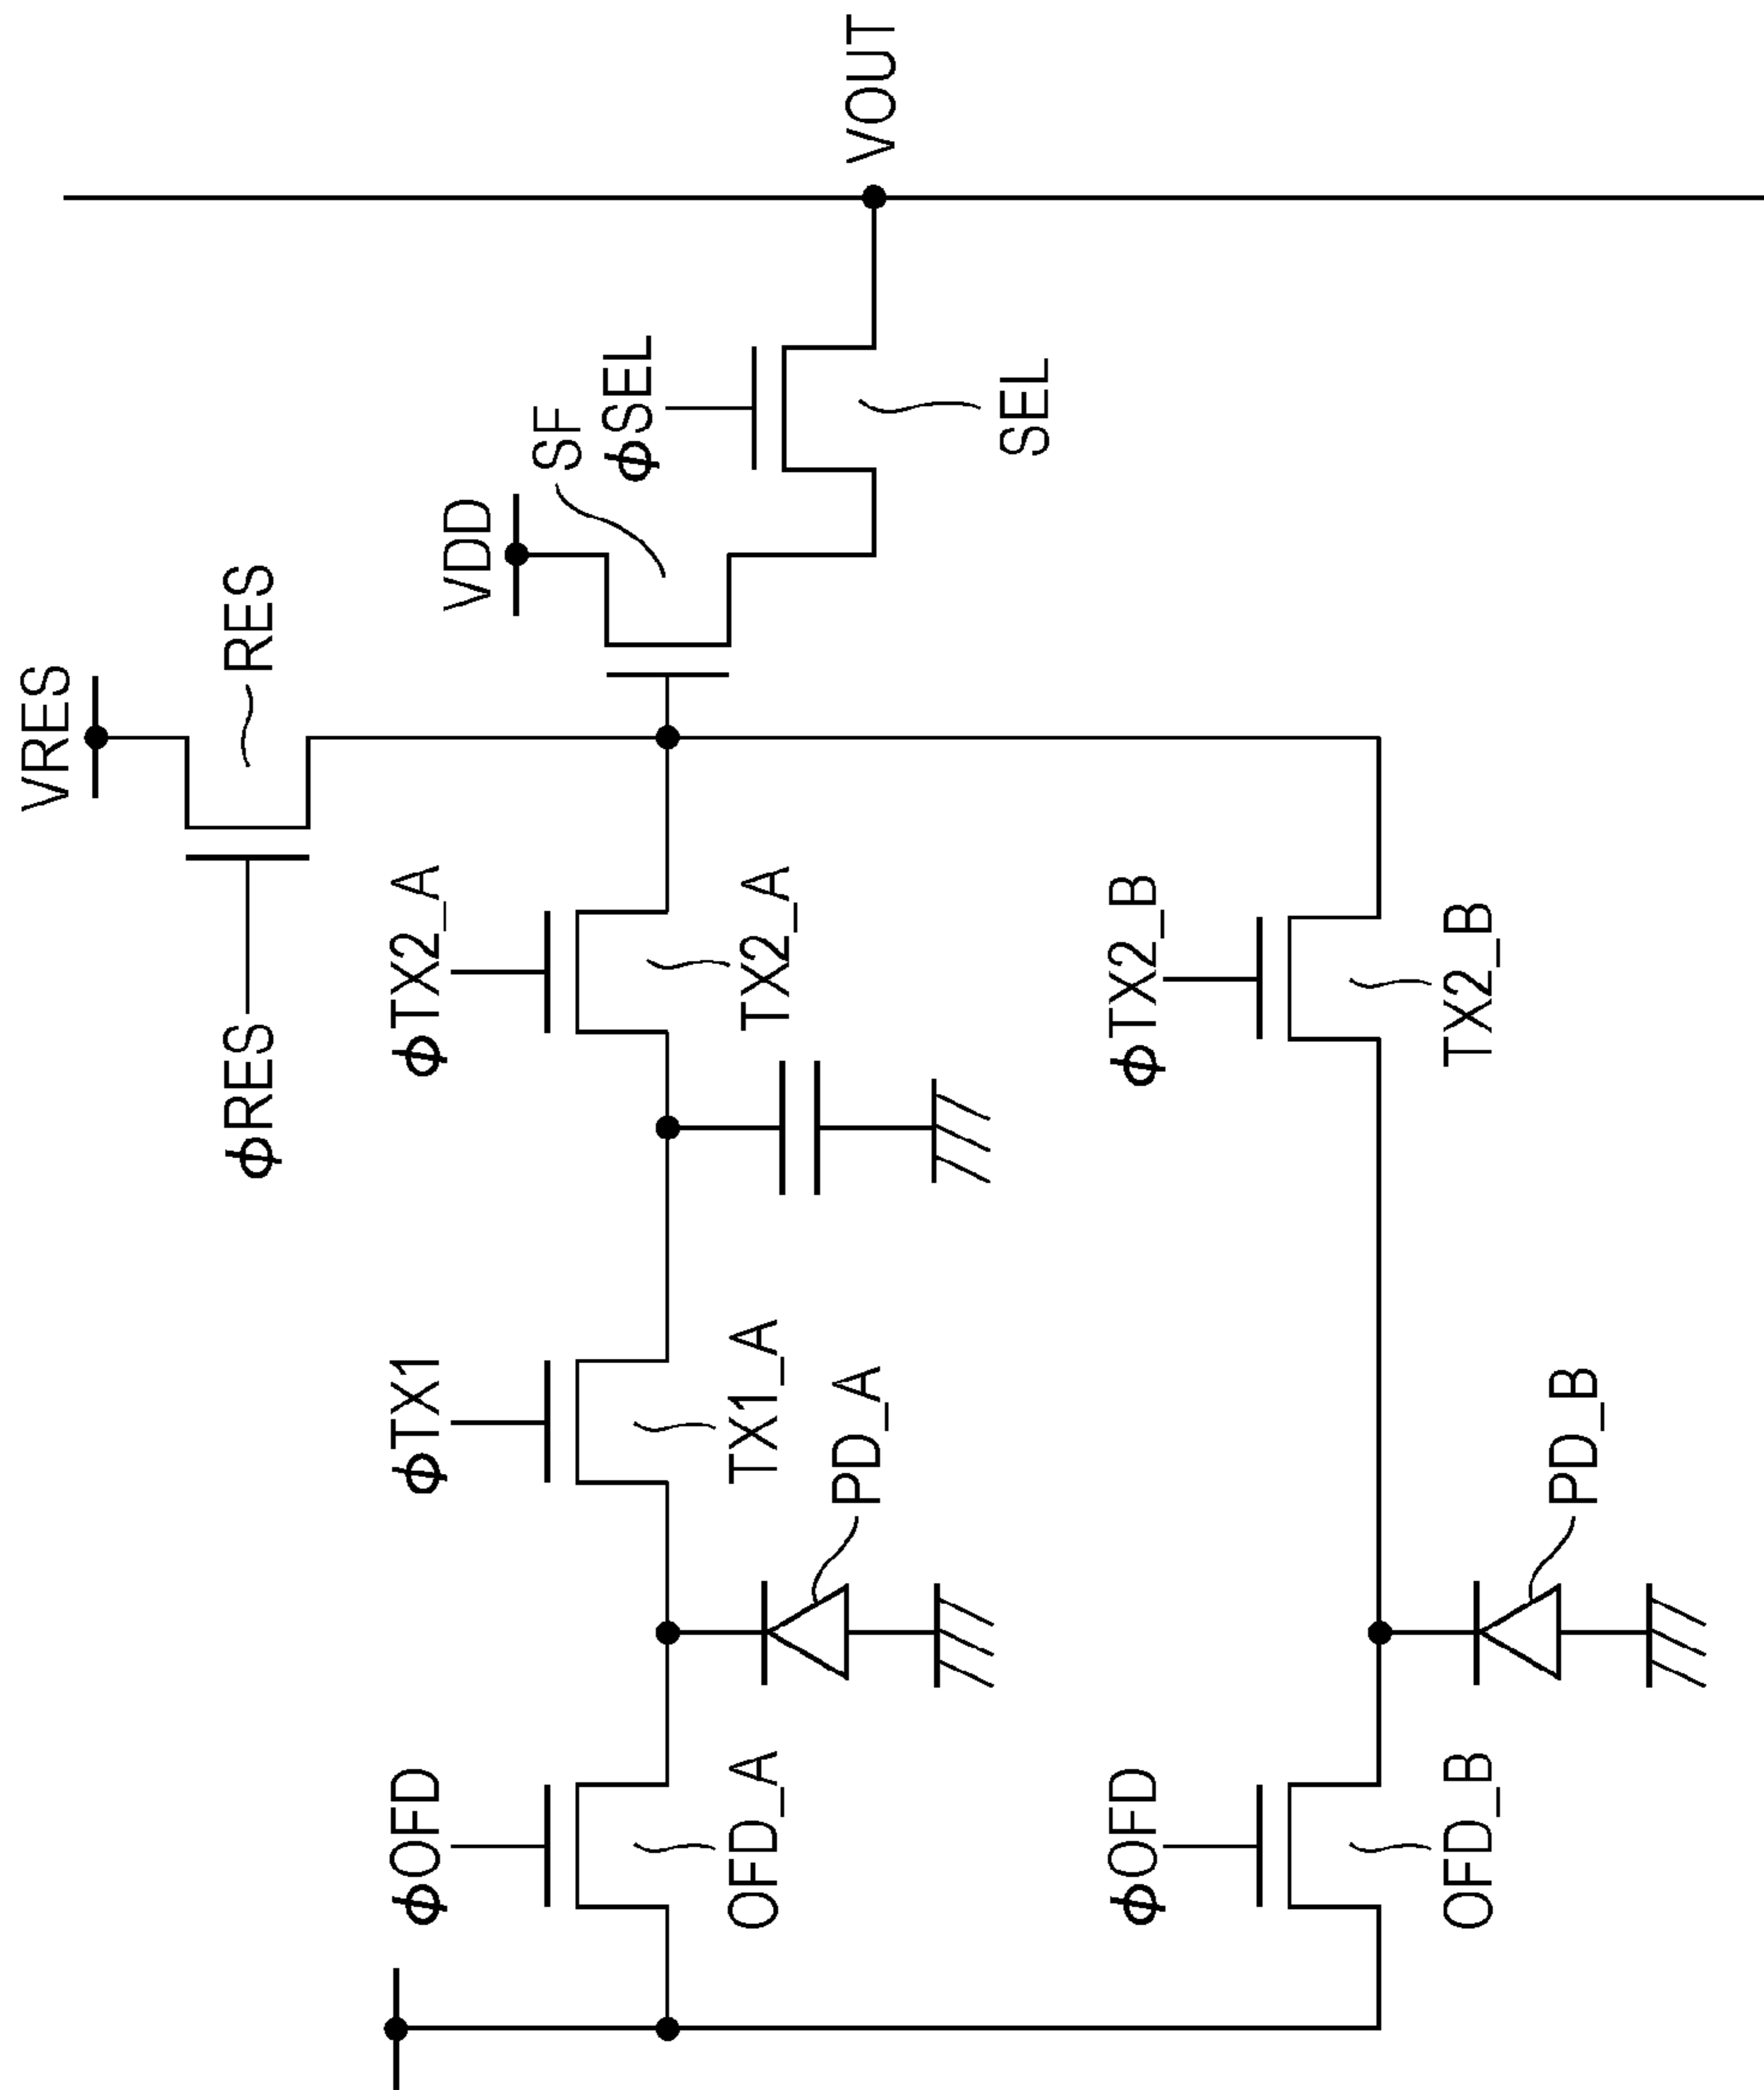 VOUT
SF
ΦSEL
SEL
VDD
RES
VRES
ΦRES
ΦTX2_A
TX2_A
ΦTX2_B
TX2_B
ΦTX1
TX1_A
PD_A
PD_B
ΦOFD
OFD_A
ΦOFD
OFD_B